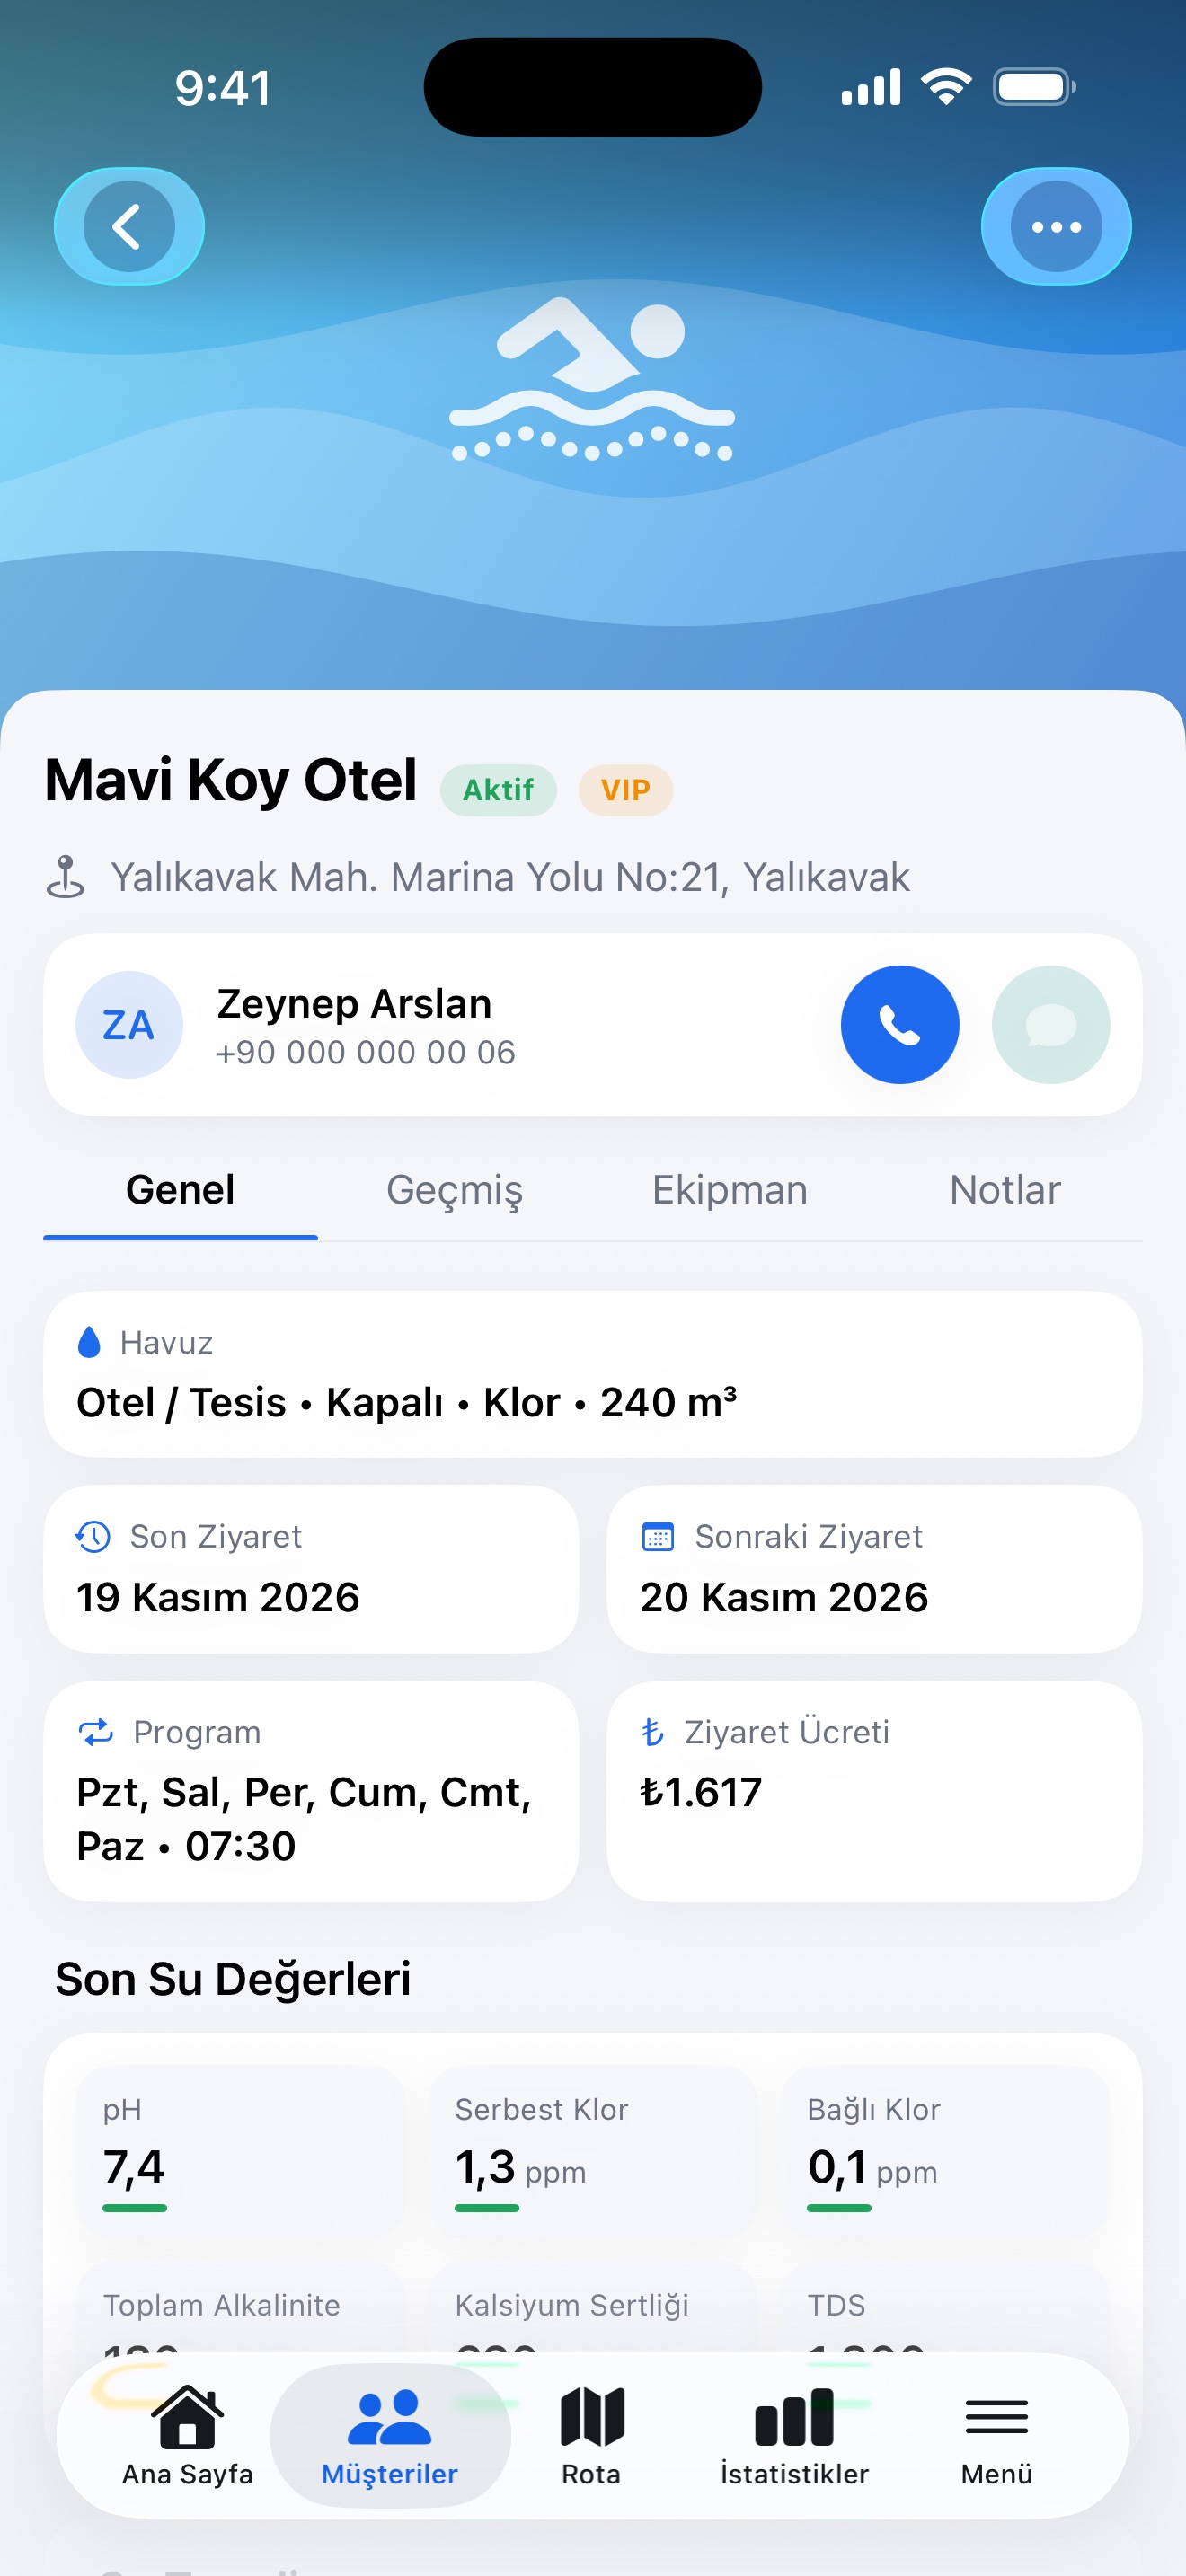 9:41
Mavi Koy Otel
Aktif
VIP
Yalıkavak Mah. Marina Yolu No:21, Yalıkavak
ZA
Zeynep Arslan
+90 000 000 00 06
Genel
Geçmiş
Ekipman
Notlar
Havuz
Otel / Tesis • Kapalı • Klor • 240 m³
Son Ziyaret
19 Kasım 2026
Sonraki Ziyaret
20 Kasım 2026
Program
Pzt, Sal, Per, Cum, Cmt,
Paz • 07:30
₺ Ziyaret Ücreti
₺1.617
Son Su Değerleri
pH
7,4
Serbest Klor
1,3 ppm
Bağlı Klor
0,1 ppm
Toplam Alkalinite
Kalsiyum Sertliği
TDS
Ana Sayfa
Müşteriler
Rota
İstatistikler
Menü